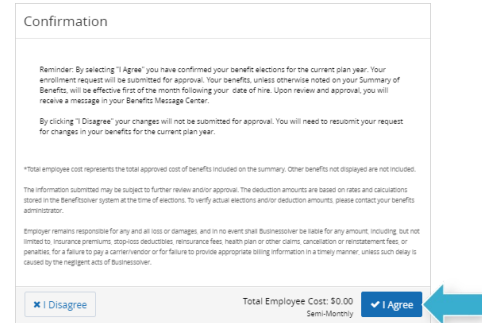 Confirmation
Reminder: By selecting "I Agree" you have confirmed your benefit elections for the current plan year. Your
enrollment request will be submitted for approval. Your benefits, unless otherwise noted on your Summary of
Benefits, will be effective first of the month following your date of hire. Upon review and approval, you will
receive a message in your Benefits Message Center.
By clicking "I Disagree" your changes will not be submitted for approval. You will need to resubmit your request
for changes in your benefits for the current plan year.
*Total employee cost represents the total approved cost of benefits included on the summary. Other benefits not displayed are not included.
The information submitted may be subject to further review and/or approval. The deduction amounts are based on rates and calculations
stored in the Benefitsolver system at the time of elections. To verify actual elections and/or deduction amounts, please contact your benefits
administrator.
Employer remains responsible for any and all loss or damages, and in no event shall Businessolver be liable for any amount, including, but not
limited to, insurance premiums, stop-loss deductibles, reinsurance fees, health plan or other claims, cancellation or reinstatement fees, or
penalties, for a failure to pay a carrier/vendor or for failure to provide appropriate billing information in a timely manner, unless such delay is
caused by the negligent acts of Businessolver.
✖ I Disagree
Total Employee Cost: $0.00
Semi-Monthly
✔ I Agree